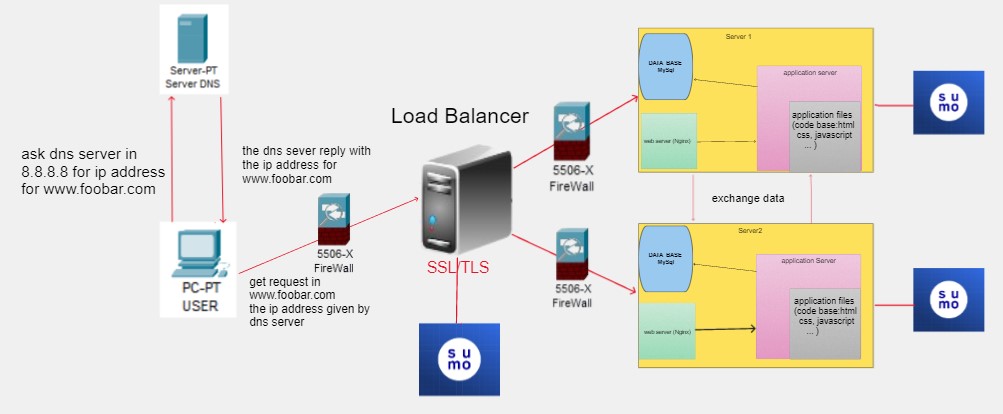 Server-PT
Server DNS
ask dns server in
8.8.8.8 for ip address
for www.foobar.com
the dns sever reply with
the ip address for
www.foobar.com
PC-PT
USER
5506-X
FireWall
get request in
www.foobar.com
the ip address given by
dns server
Load Balancer
SSL/TLS
su
mo
5506-X
FireWall
5506-X
FireWall
Server 1
DATA BASE
MySql
application server
application files
(code base:html
css, javascript
... )
web server (Nginx)
su
mo
exchange data
Server2
DATA BASE
MySql
application Server
application files
(code base:html
css, javascript
... )
web server (Nginx)
su
mo